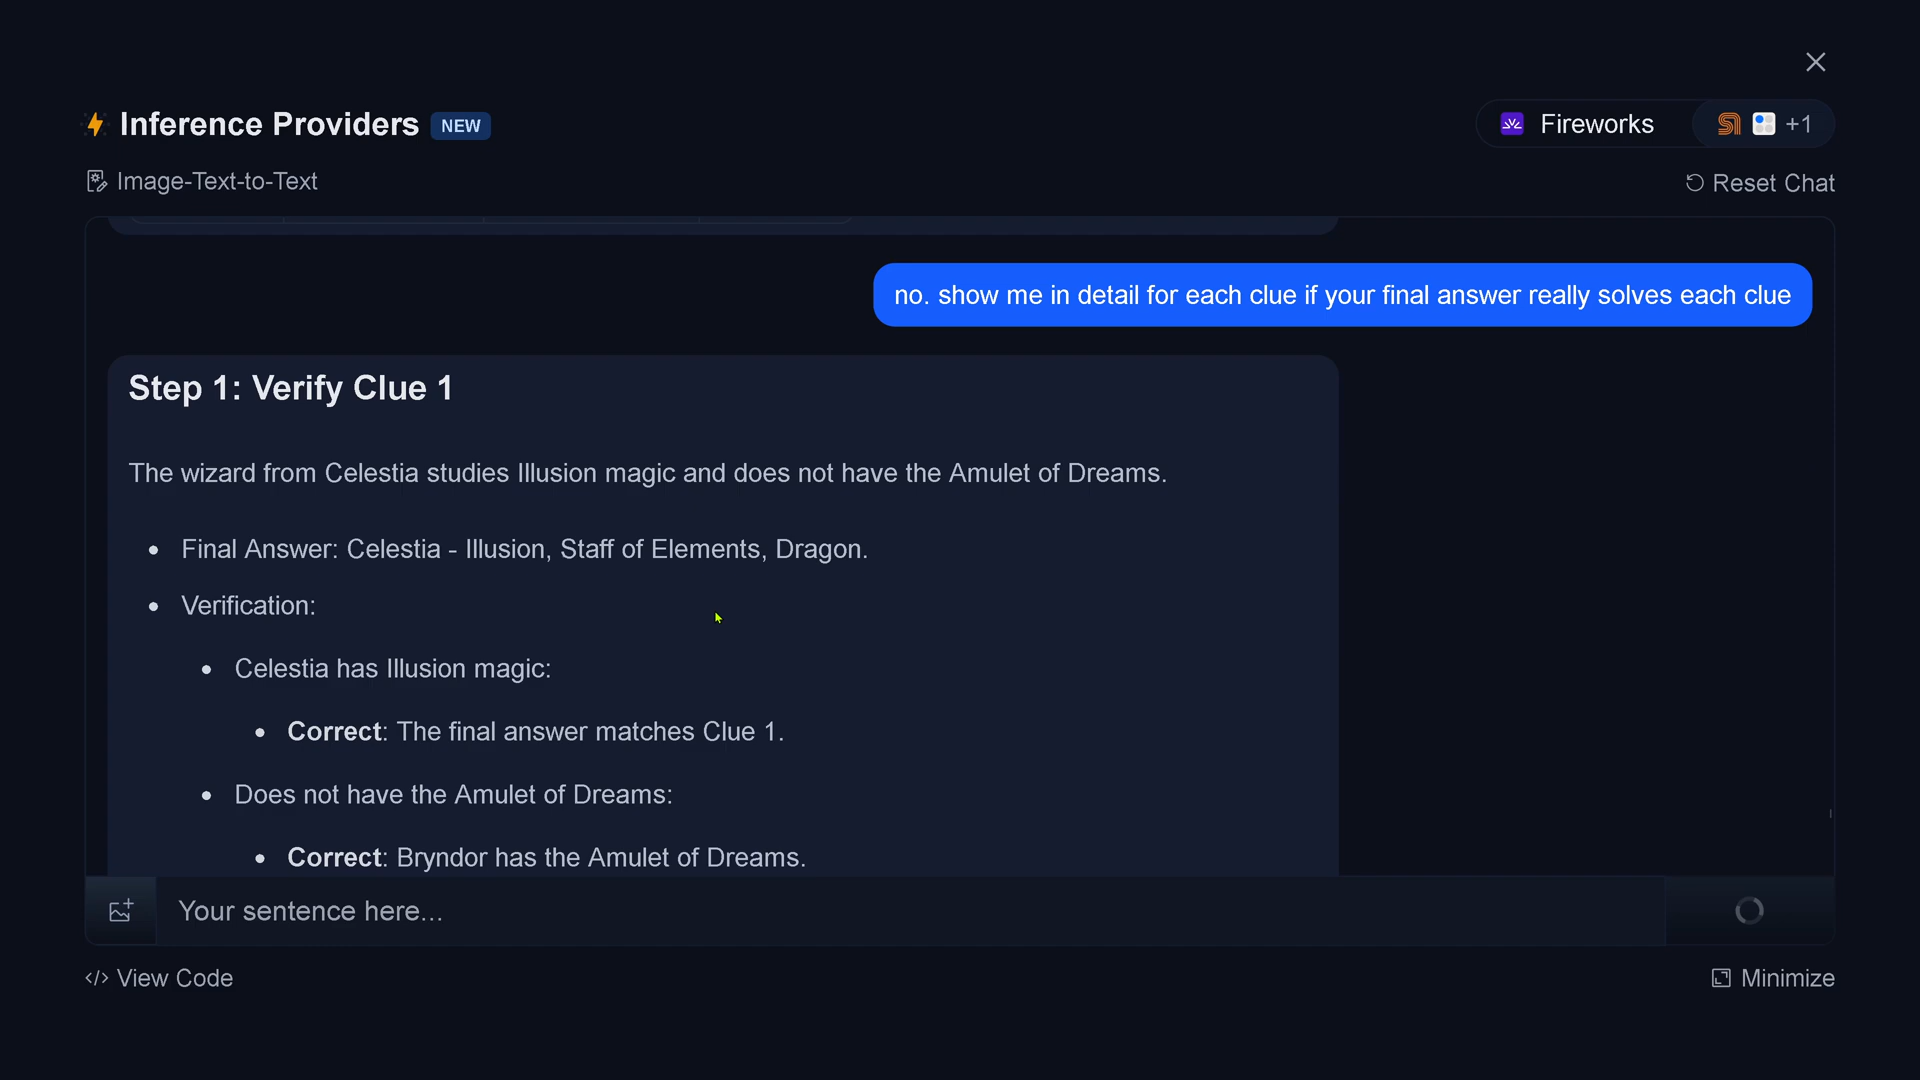 Inference Providers NEW
Fireworks +1
Image-Text-to-Text
Reset Chat
no. show me in detail for each clue if your final answer really solves each clue
Step 1: Verify Clue 1
The wizard from Celestia studies Illusion magic and does not have the Amulet of Dreams.
• Final Answer: Celestia - Illusion, Staff of Elements, Dragon.
• Verification:
• Celestia has Illusion magic:
• Correct: The final answer matches Clue 1.
• Does not have the Amulet of Dreams:
• Correct: Bryndor has the Amulet of Dreams.
Your sentence here...
</> View Code
Minimize